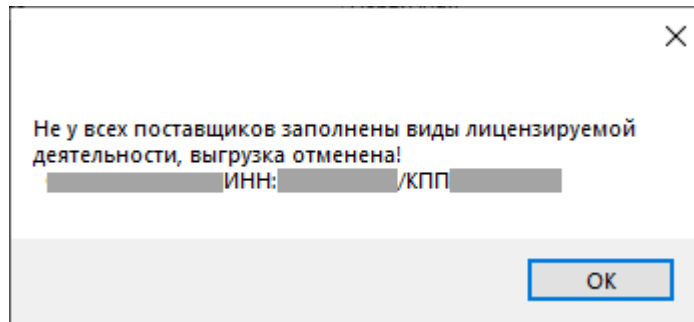 Не у всех поставщиков заполнены виды лицензируемой
деятельности, выгрузка отменена!
ИНН: /КПП
OK